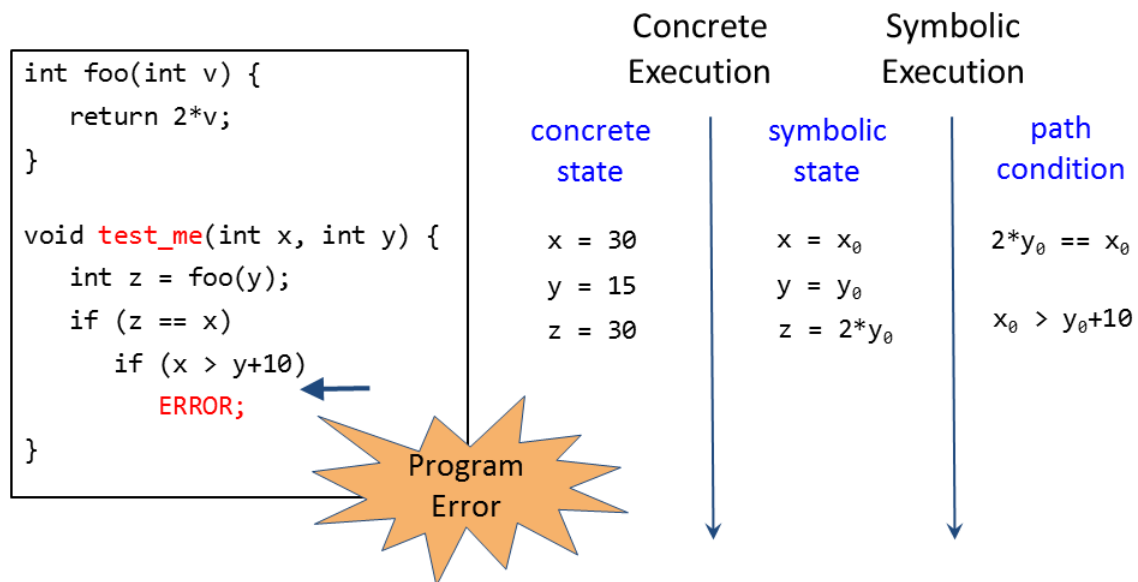 int foo(int v) {
return 2*v;
}
void test_me(int x, int y) {
int z = foo(y);
if (z == x)
if (x > y+10)
ERROR;
}
Program
Error
Concrete
Execution
Symbolic
Execution
concrete
state
symbolic
state
path
condition
x = 30
y = 15
z = 30
x = x₀
y = y₀
z = 2*y₀
2*y₀ == x₀
x₀ > y₀+10